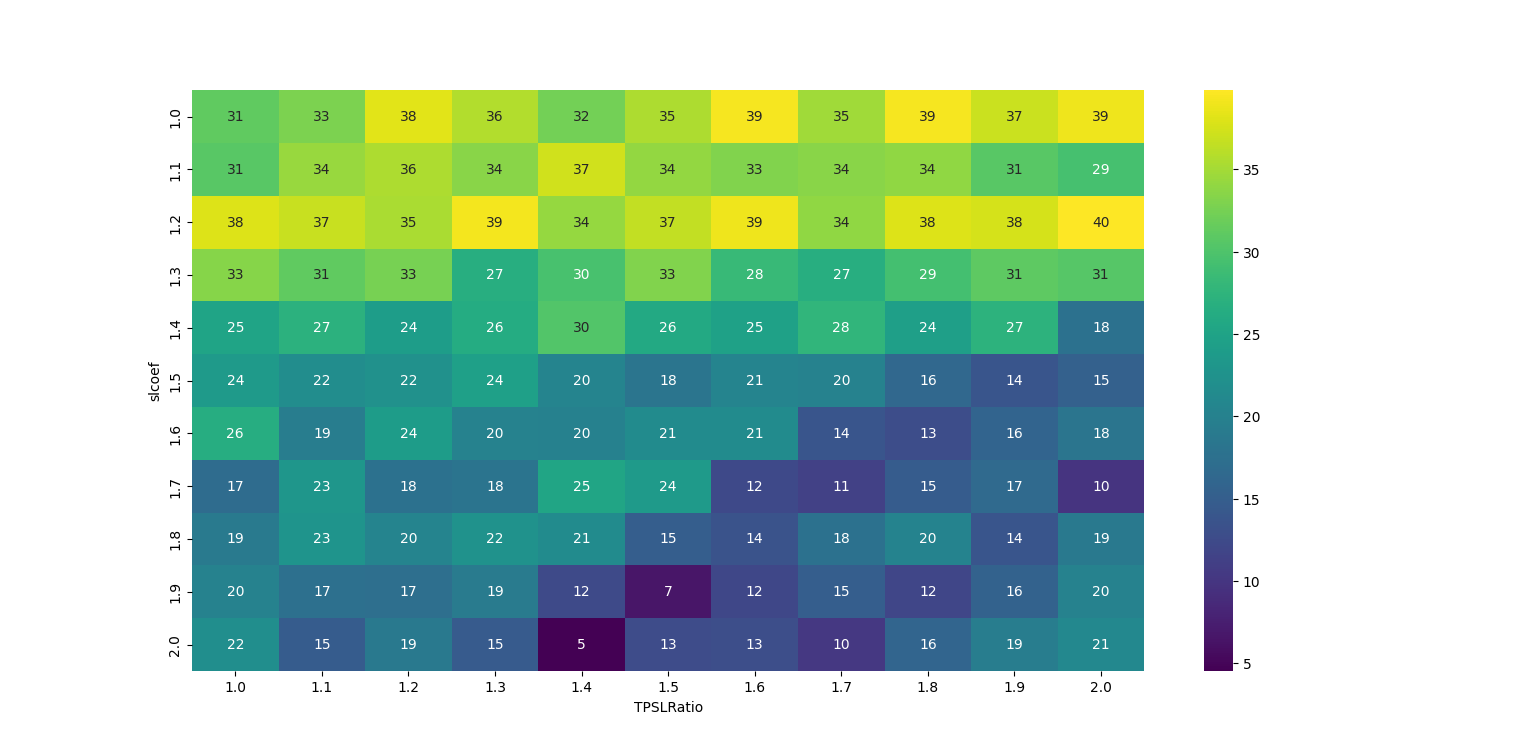 1.0 31 33 38 36 32 35 39 35 39 37 39
1.1 31 34 36 34 37 34 33 34 34 31 29 35
1.2 38 37 35 39 34 37 39 34 38 38 40
1.3 33 31 33 27 30 33 28 27 29 31 31 30
1.4 25 27 24 26 30 26 25 28 24 27 18 25
slcoef
1.5 24 22 22 24 20 18 21 20 16 14 15
1.6 26 19 24 20 20 21 21 14 13 16 18 20
1.7 17 23 18 18 25 24 12 11 15 17 10 15
1.8 19 23 20 22 21 15 14 18 20 14 19
1.9 20 17 17 19 12 7 12 15 12 16 20 10
2.0 22 15 19 15 5 13 13 10 16 19 21 5
1.0 1.1 1.2 1.3 1.4 1.5 1.6 1.7 1.8 1.9 2.0
TPSLRatio